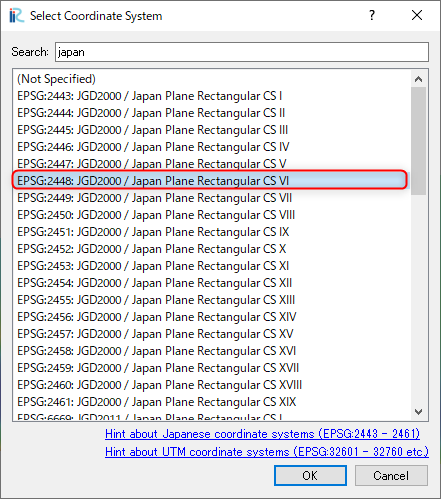 Select Coordinate System
Search: japan
(Not Specified)
EPSG:2443: JGD2000 / Japan Plane Rectangular CS I
EPSG:2444: JGD2000 / Japan Plane Rectangular CS II
EPSG:2445: JGD2000 / Japan Plane Rectangular CS III
EPSG:2446: JGD2000 / Japan Plane Rectangular CS IV
EPSG:2447: JGD2000 / Japan Plane Rectangular CS V
EPSG:2448: JGD2000 / Japan Plane Rectangular CS VI
EPSG:2449: JGD2000 / Japan Plane Rectangular CS VII
EPSG:2450: JGD2000 / Japan Plane Rectangular CS VIII
EPSG:2451: JGD2000 / Japan Plane Rectangular CS IX
EPSG:2452: JGD2000 / Japan Plane Rectangular CS X
EPSG:2453: JGD2000 / Japan Plane Rectangular CS XI
EPSG:2454: JGD2000 / Japan Plane Rectangular CS XII
EPSG:2455: JGD2000 / Japan Plane Rectangular CS XIII
EPSG:2456: JGD2000 / Japan Plane Rectangular CS XIV
EPSG:2457: JGD2000 / Japan Plane Rectangular CS XV
EPSG:2458: JGD2000 / Japan Plane Rectangular CS XVI
EPSG:2459: JGD2000 / Japan Plane Rectangular CS XVII
EPSG:2460: JGD2000 / Japan Plane Rectangular CS XVIII
EPSG:2461: JGD2000 / Japan Plane Rectangular CS XIX
EPSG:6669: JGD2011 / Japan Plane Rectangular CS I
Hint about Japanese coordinate systems (EPSG:2443 - 2461)
Hint about UTM coordinate systems (EPSG:32601 - 32760 etc.)
OK Cancel